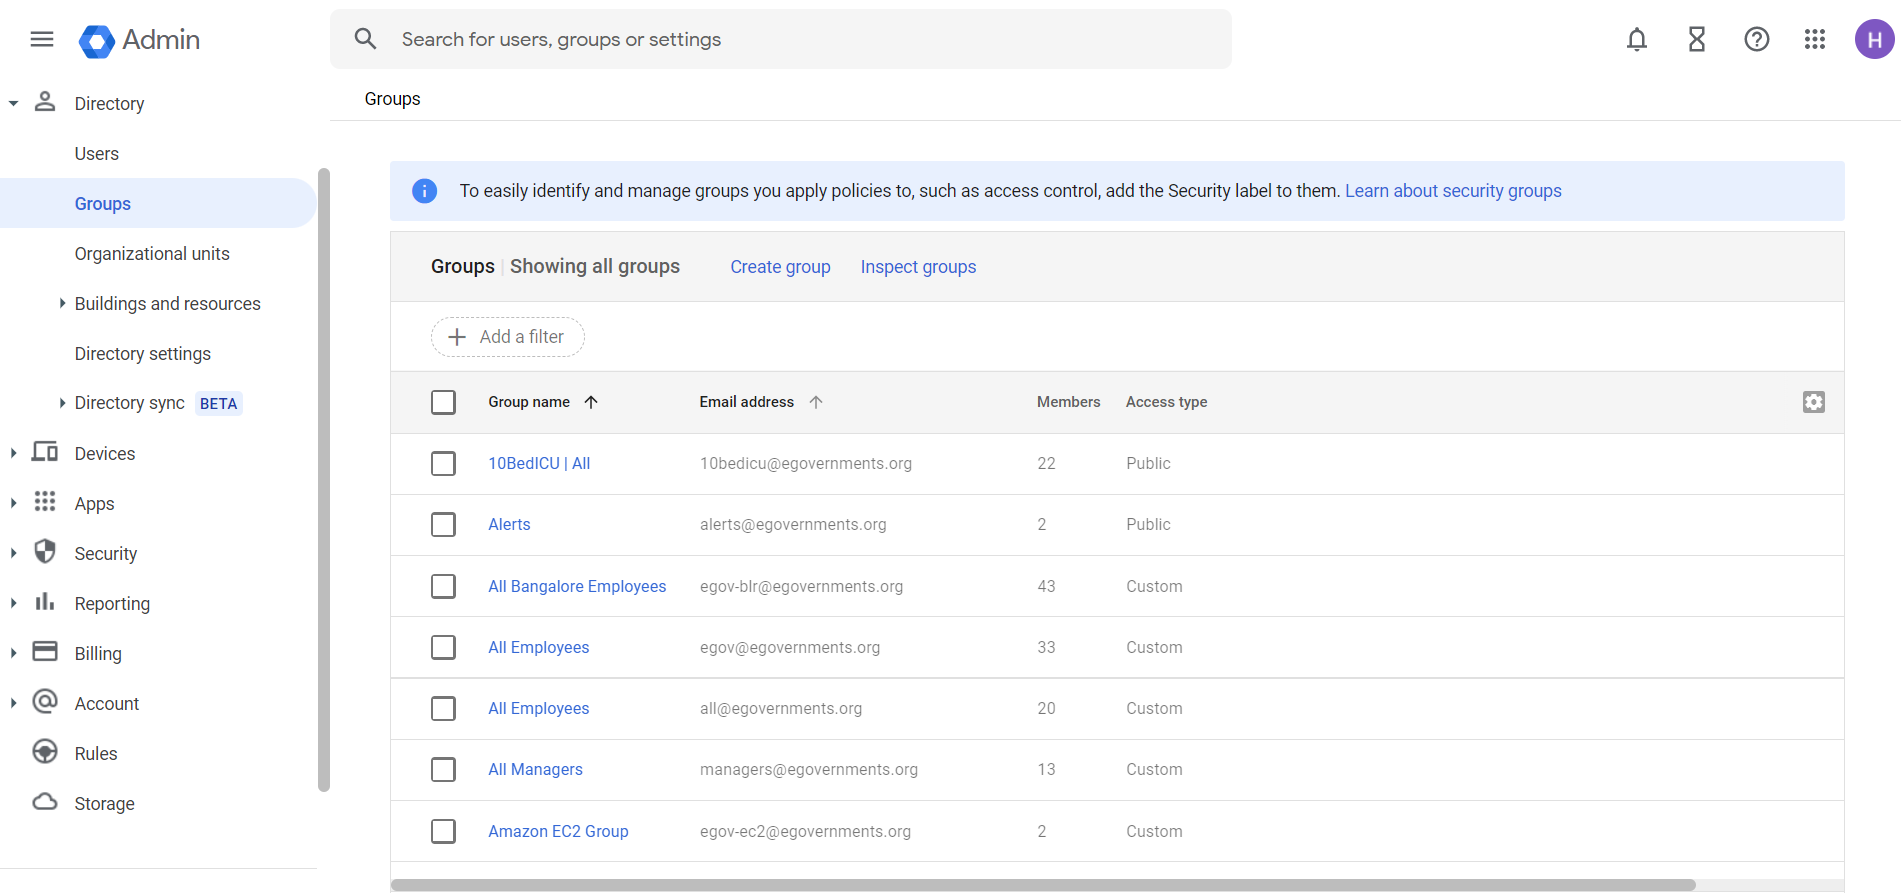 Admin
Search for users, groups or settings
H
Directory
Users
Groups
Organizational units
Buildings and resources
Directory settings
Directory sync BETA
Devices
Apps
Security
Reporting
Billing
Account
Rules
Storage
Groups
To easily identify and manage groups you apply policies to, such as access control, add the Security label to them. Learn about security groups
Groups | Showing all groups Create group Inspect groups
Add a filter
Group name Email address Members Access type
10BedICU | All 10bedicu@egovernments.org 22 Public
Alerts alerts@egovernments.org 2 Public
All Bangalore Employees egov-blr@egovernments.org 43 Custom
All Employees egov@egovernments.org 33 Custom
All Employees all@egovernments.org 20 Custom
All Managers managers@egovernments.org 13 Custom
Amazon EC2 Group egov-ec2@egovernments.org 2 Custom